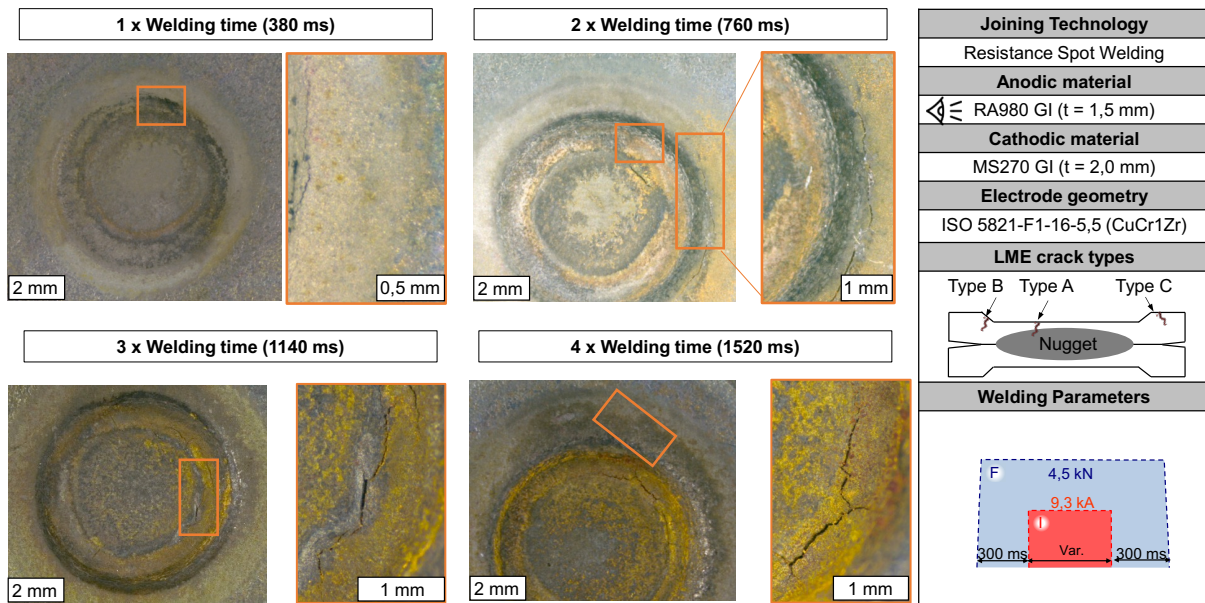 1 x Welding time (380 ms)
2 mm
0,5 mm
2 x Welding time (760 ms)
2 mm
1 mm
3 x Welding time (1140 ms)
2 mm
1 mm
4 x Welding time (1520 ms)
2 mm
1 mm
Joining Technology
Resistance Spot Welding
Anodic material
RA980 GI (t = 1,5 mm)
Cathodic material
MS270 GI (t = 2,0 mm)
Electrode geometry
ISO 5821-F1-16-5,5 (CuCr1Zr)
LME crack types
Type B
Type A
Type C
Nugget
Welding Parameters
F
4,5 kN
9,3 kA
I
300 ms
Var.
300 ms